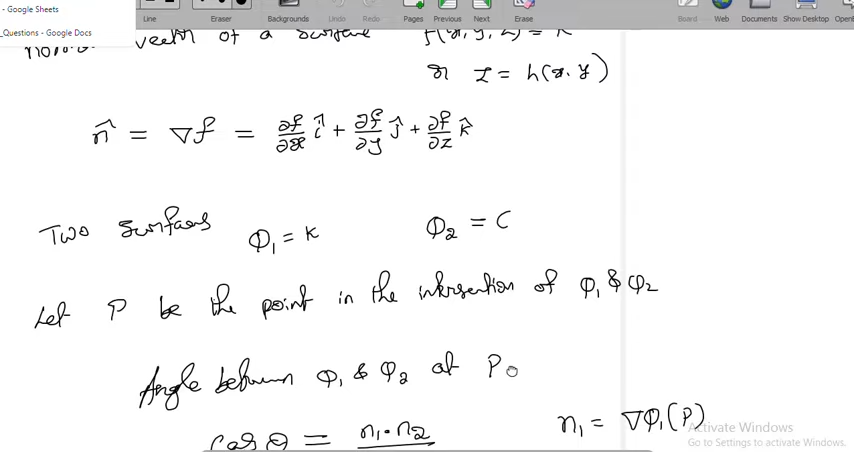 - Google Sheets
_Questions - Google Docs
Line Eraser Backgrounds Undo Redo Pages Previous Next Erase Board Web Documents Show Desktop
of a surface f(x, y, z) = K
or z = h(x, y)
n̂ = ∇f = ∂f/∂x î + ∂f/∂y ĵ + ∂f/∂z k̂
Two surfaces Φ₁ = K Φ₂ = C
Let P be the point in the intersection of Φ₁ & Φ₂
Angle between Φ₁ & Φ₂ at P
n₁ = ∇Φ₁(P)
cos θ = n₁ · n₂
Activate Windows
Go to Settings to activate Windows.